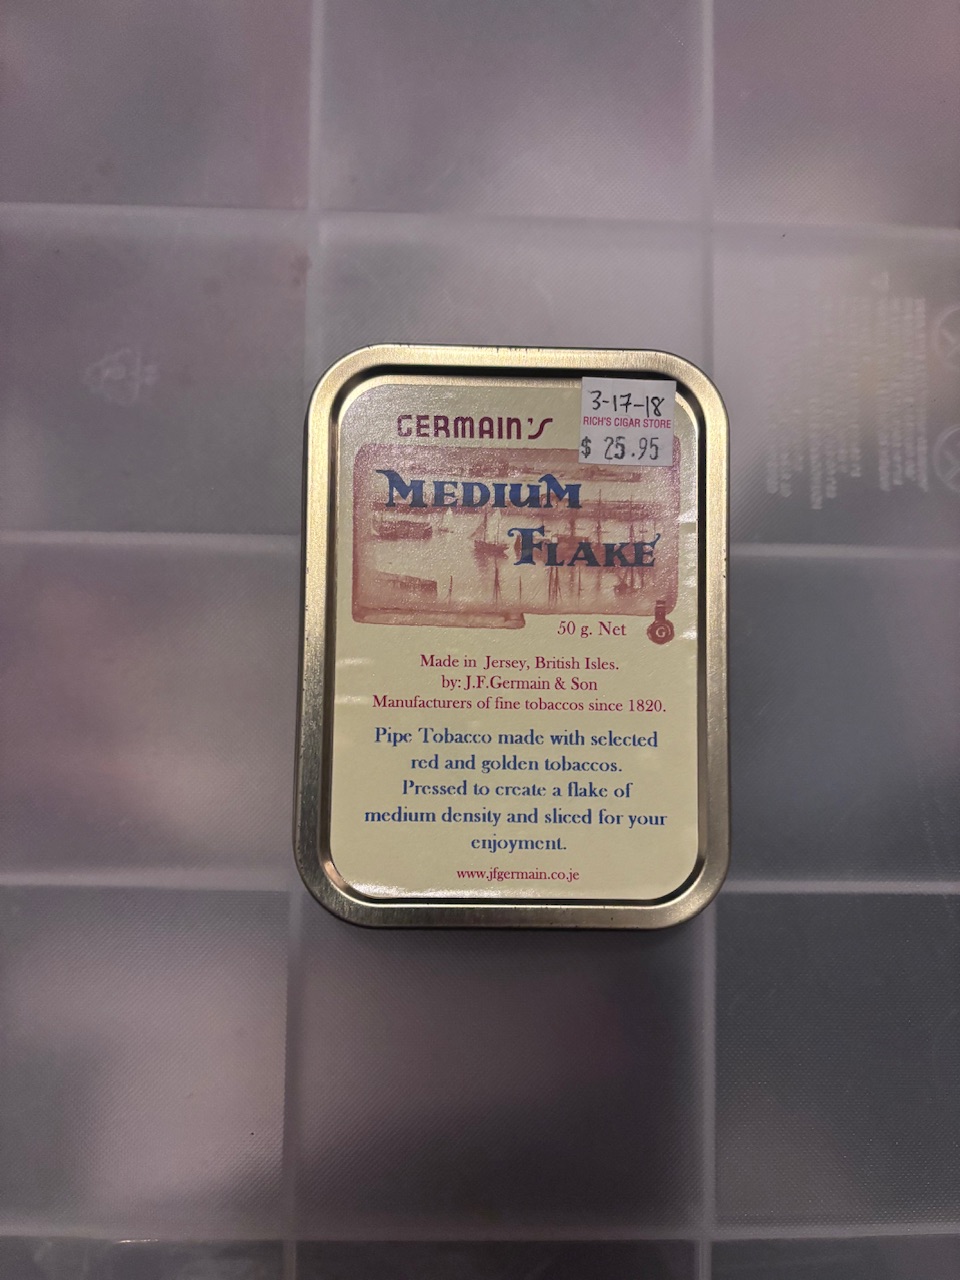 GERMAIN'S
3-17-18
RICH'S CIGAR STORE
$ 25.95
MEDIUM
FLAKE
50 g. Net
G
Made in Jersey, British Isles.
by: J.F.Germain & Son
Manufacturers of fine tobaccos since 1820.
Pipe Tobacco made with selected
red and golden tobaccos.
Pressed to create a flake of
medium density and sliced for your
enjoyment.
www.jfgermain.co.je